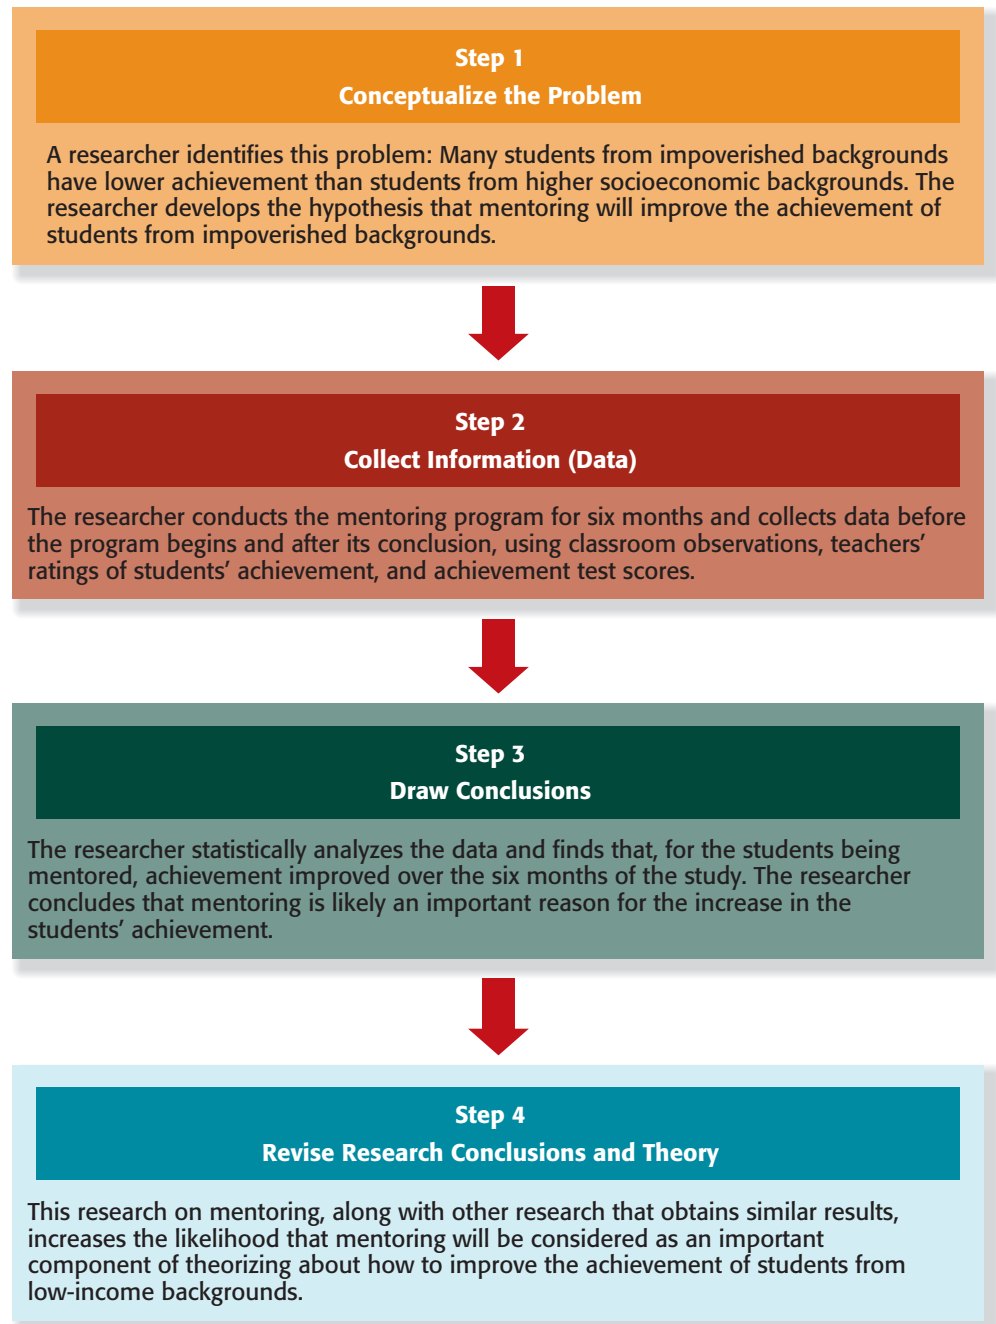 Step 1
Conceptualize the Problem
A researcher identifies this problem: Many students from impoverished backgrounds
have lower achievement than students from higher socioeconomic backgrounds. The
researcher develops the hypothesis that mentoring will improve the achievement of
students from impoverished backgrounds.
Step 2
Collect Information (Data)
The researcher conducts the mentoring program for six months and collects data before
the program begins and after its conclusion, using classroom observations, teachers’
ratings of students’ achievement, and achievement test scores.
Step 3
Draw Conclusions
The researcher statistically analyzes the data and finds that, for the students being
mentored, achievement improved over the six months of the study. The researcher
concludes that mentoring is likely an important reason for the increase in the
students’ achievement.
Step 4
Revise Research Conclusions and Theory
This research on mentoring, along with other research that obtains similar results,
increases the likelihood that mentoring will be considered as an important
component of theorizing about how to improve the achievement of students from
low-income backgrounds.